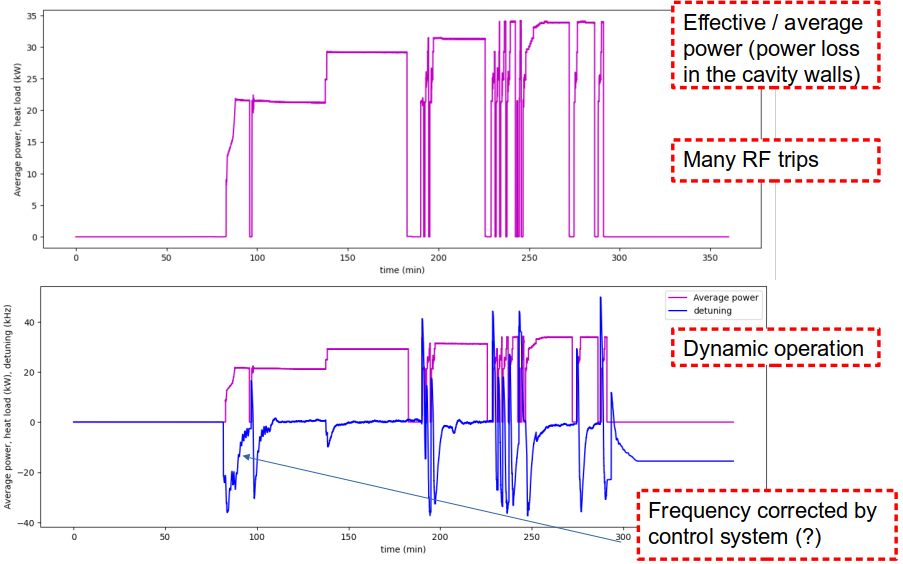 Effective / average
power (power loss
in the cavity walls)
Many RF trips
35
30
25
20
15
10
5
0
Average power, heat load (kW)
0 50 100 150 200 250 300 350
time (min)
Average power
detuning
Dynamic operation
40
20
0
−20
−40
Average power, heat load (kW), detuning (kHz)
0 50 100 150 200 250 300
time (min)
Frequency corrected by
control system (?)